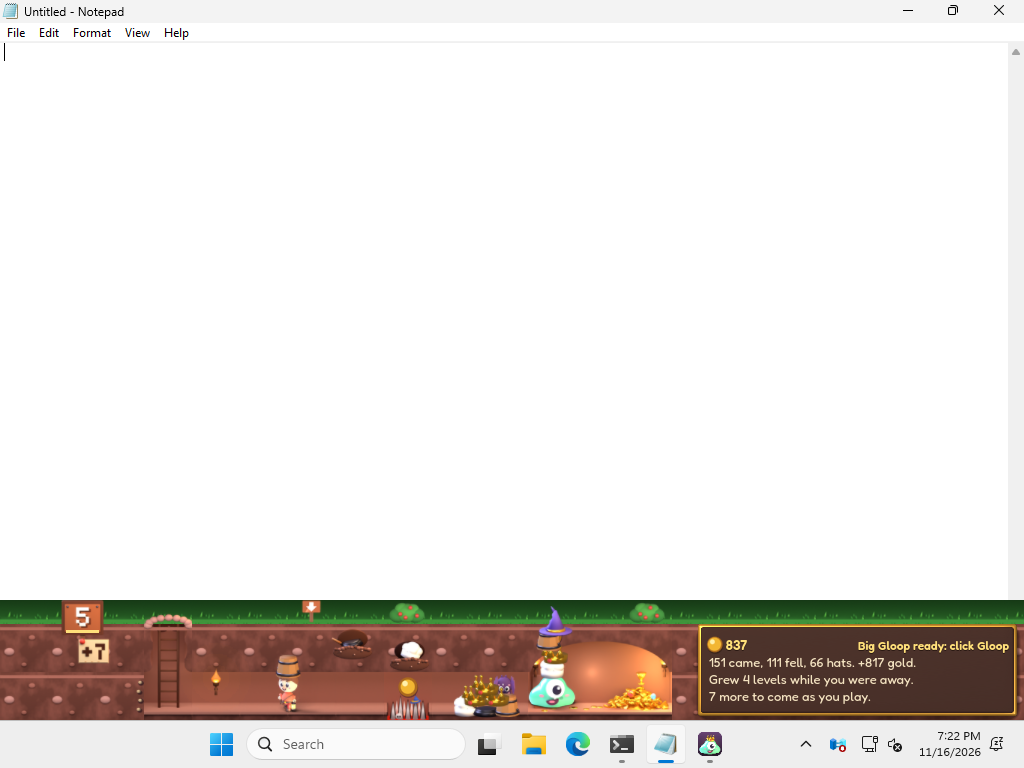 Untitled - Notepad
File Edit Format View Help
5
+7
837 Big Gloop ready: click Gloop
151 came, 111 fell, 66 hats. +817 gold.
Grew 4 levels while you were away.
7 more to come as you play.
Search
7:22 PM
11/16/2026